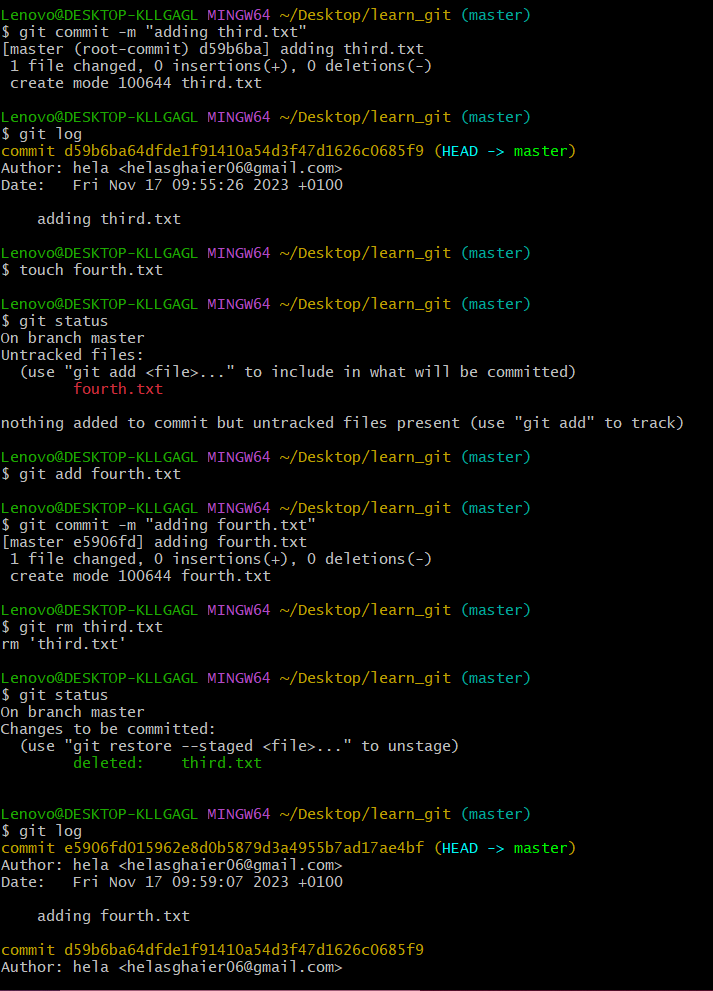 Lenovo@DESKTOP-KLLGAGL MINGW64 ~/Desktop/learn_git (master)
$ git commit -m "adding third.txt"
[master (root-commit) d59b6ba] adding third.txt
 1 file changed, 0 insertions(+), 0 deletions(-)
 create mode 100644 third.txt

Lenovo@DESKTOP-KLLGAGL MINGW64 ~/Desktop/learn_git (master)
$ git log
commit d59b6ba64dfde1f91410a54d3f47d1626c0685f9 (HEAD -> master)
Author: hela <helasghaier06@gmail.com>
Date:   Fri Nov 17 09:55:26 2023 +0100

    adding third.txt

Lenovo@DESKTOP-KLLGAGL MINGW64 ~/Desktop/learn_git (master)
$ touch fourth.txt

Lenovo@DESKTOP-KLLGAGL MINGW64 ~/Desktop/learn_git (master)
$ git status
On branch master
Untracked files:
  (use "git add <file>..." to include in what will be committed)
        fourth.txt

nothing added to commit but untracked files present (use "git add" to track)

Lenovo@DESKTOP-KLLGAGL MINGW64 ~/Desktop/learn_git (master)
$ git add fourth.txt

Lenovo@DESKTOP-KLLGAGL MINGW64 ~/Desktop/learn_git (master)
$ git commit -m "adding fourth.txt"
[master e5906fd] adding fourth.txt
 1 file changed, 0 insertions(+), 0 deletions(-)
 create mode 100644 fourth.txt

Lenovo@DESKTOP-KLLGAGL MINGW64 ~/Desktop/learn_git (master)
$ git rm third.txt
rm 'third.txt'

Lenovo@DESKTOP-KLLGAGL MINGW64 ~/Desktop/learn_git (master)
$ git status
On branch master
Changes to be committed:
  (use "git restore --staged <file>..." to unstage)
        deleted:    third.txt


Lenovo@DESKTOP-KLLGAGL MINGW64 ~/Desktop/learn_git (master)
$ git log
commit e5906fd015962e8d0b5879d3a4955b7ad17ae4bf (HEAD -> master)
Author: hela <helasghaier06@gmail.com>
Date:   Fri Nov 17 09:59:07 2023 +0100

    adding fourth.txt

commit d59b6ba64dfde1f91410a54d3f47d1626c0685f9
Author: hela <helasghaier06@gmail.com>